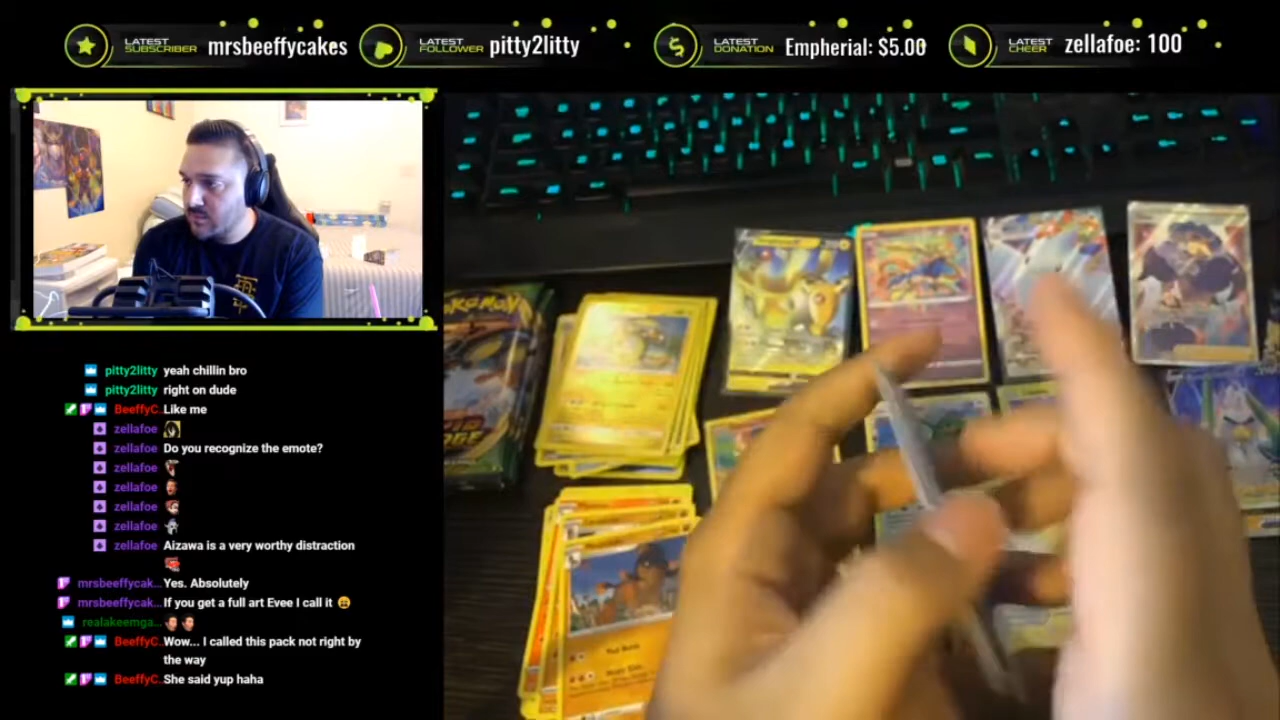 LATEST SUBSCRIBER mrsbeeffycakes
LATEST FOLLOWER pitty2litty
LATEST DONATION Empherial: $5.00
LATEST CHEER zellafoe: 100
pitty2litty yeah chillin bro
pitty2litty right on dude
BeeffyC.. Like me
zellafoe
zellafoe Do you recognize the emote?
zellafoe
zellafoe
zellafoe
zellafoe
zellafoe Aizawa is a very worthy distraction
mrsbeeffycak... Yes. Absolutely
mrsbeeffycak... If you get a full art Evee I call it
realakeemga...
BeeffyC.. Wow... I called this pack not right by
the way
BeeffyC.. She said yup haha
POKÉMON